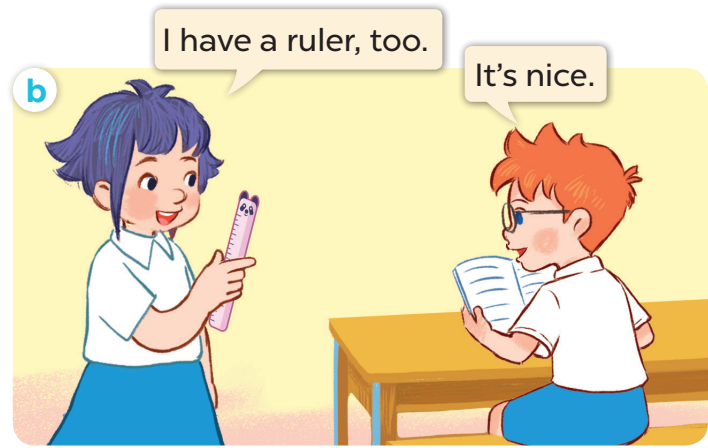 I have a ruler, too.
It's nice.
b